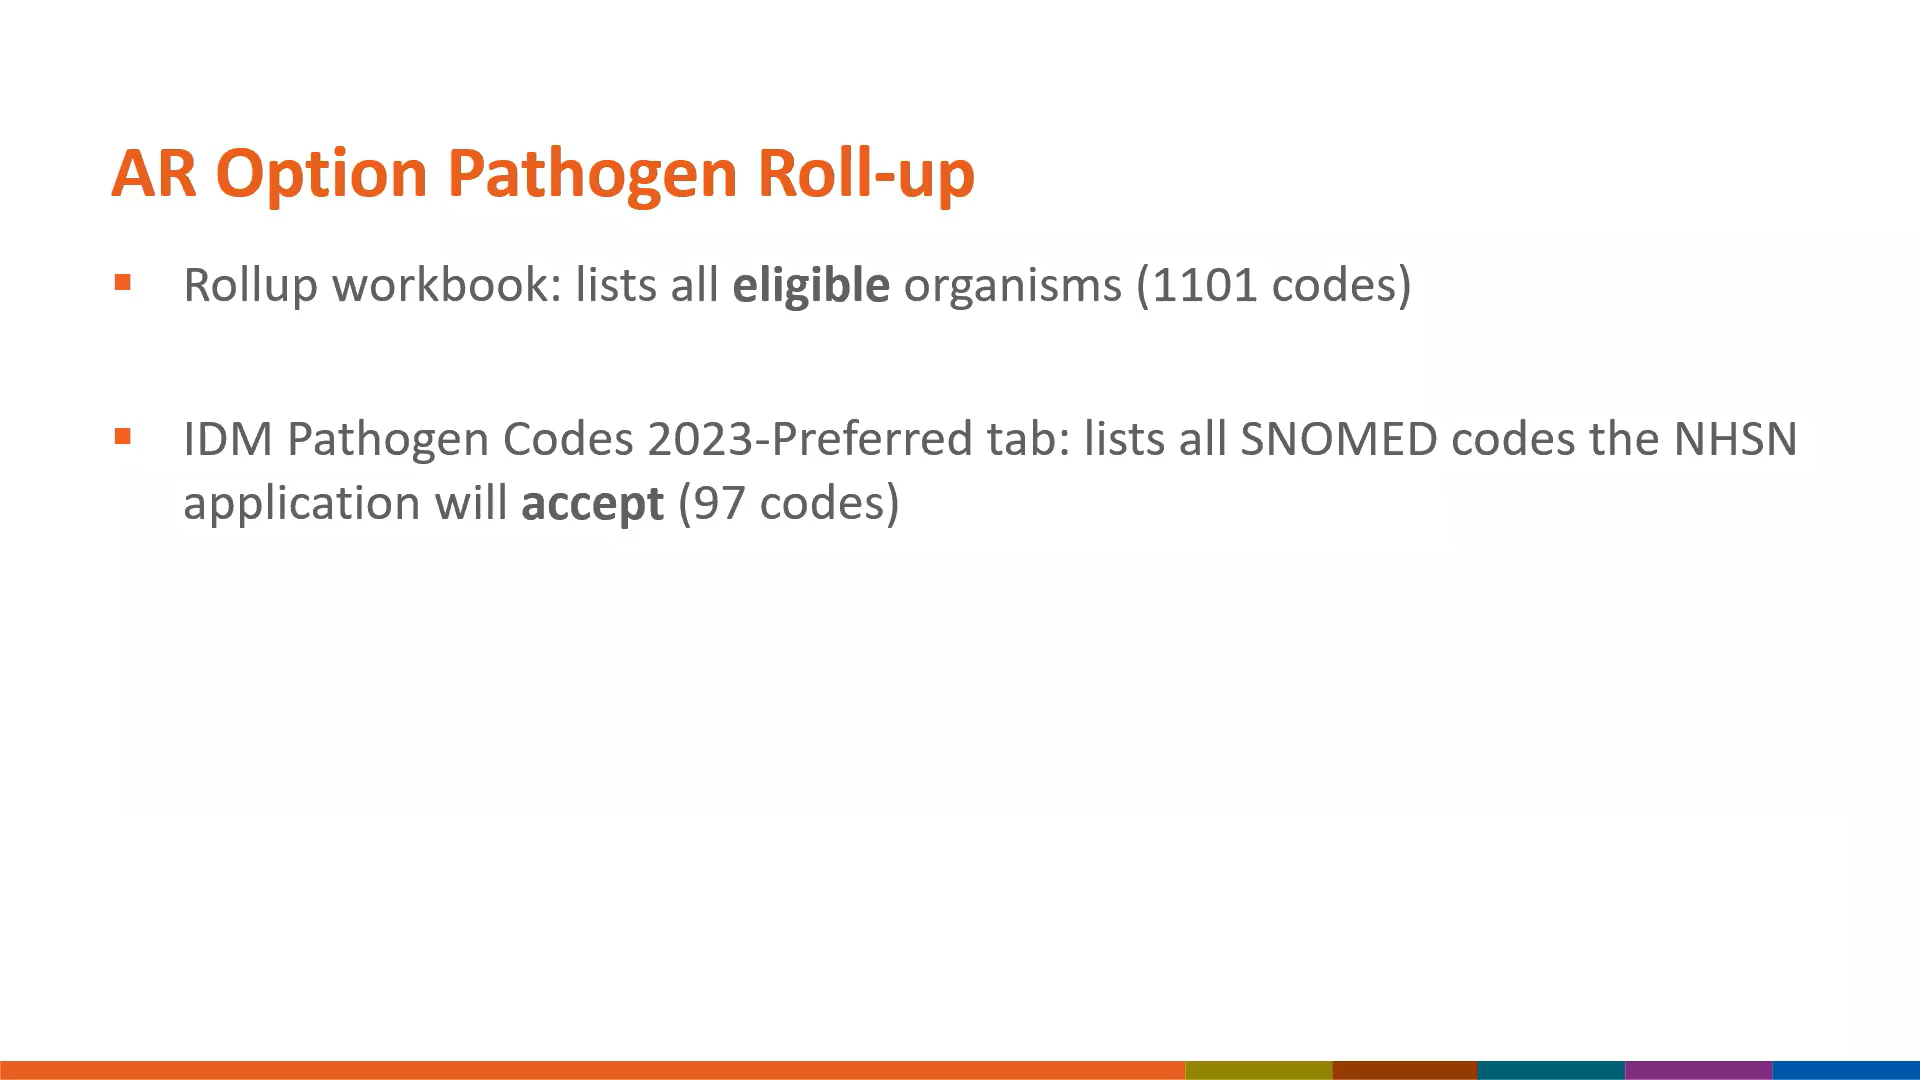 AR Option Pathogen Roll-up
▪ Rollup workbook: lists all eligible organisms (1101 codes)
▪ IDM Pathogen Codes 2023-Preferred tab: lists all SNOMED codes the NHSN
application will accept (97 codes)